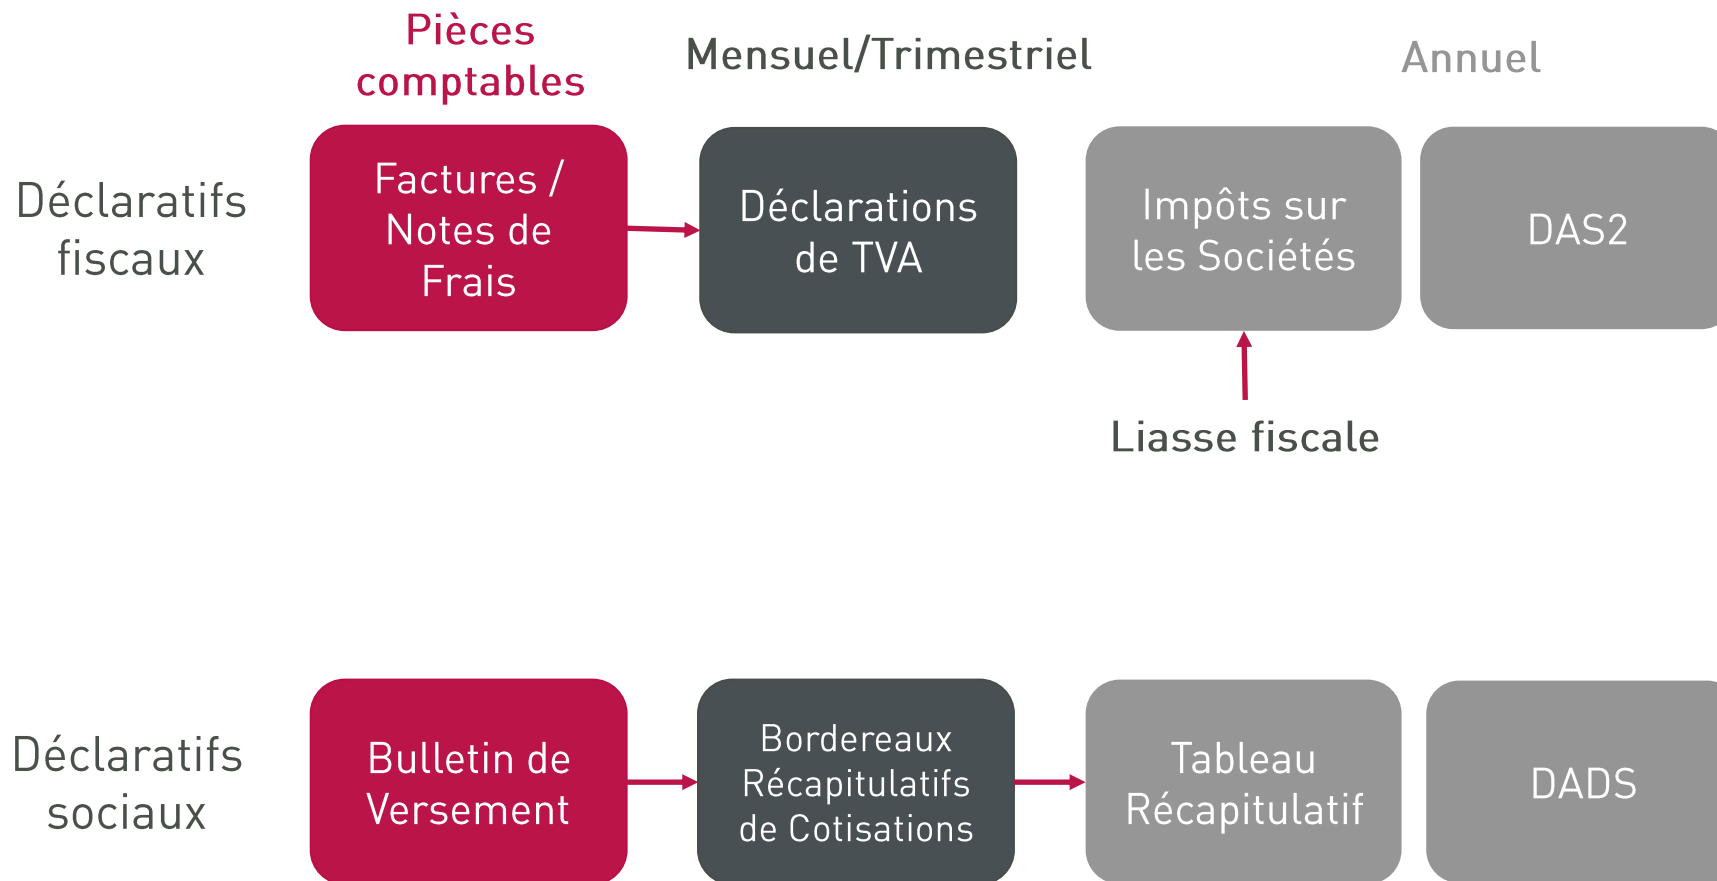 Pièces
comptables
Mensuel/Trimestriel
Annuel
Déclaratifs
fiscaux
Factures /
Notes de
Frais
Déclarations
de TVA
Impôts sur
les Sociétés
DAS2
Liasse fiscale
Déclaratifs
sociaux
Bulletin de
Versement
Bordereaux
Récapitulatifs
de Cotisations
Tableau
Récapitulatif
DADS